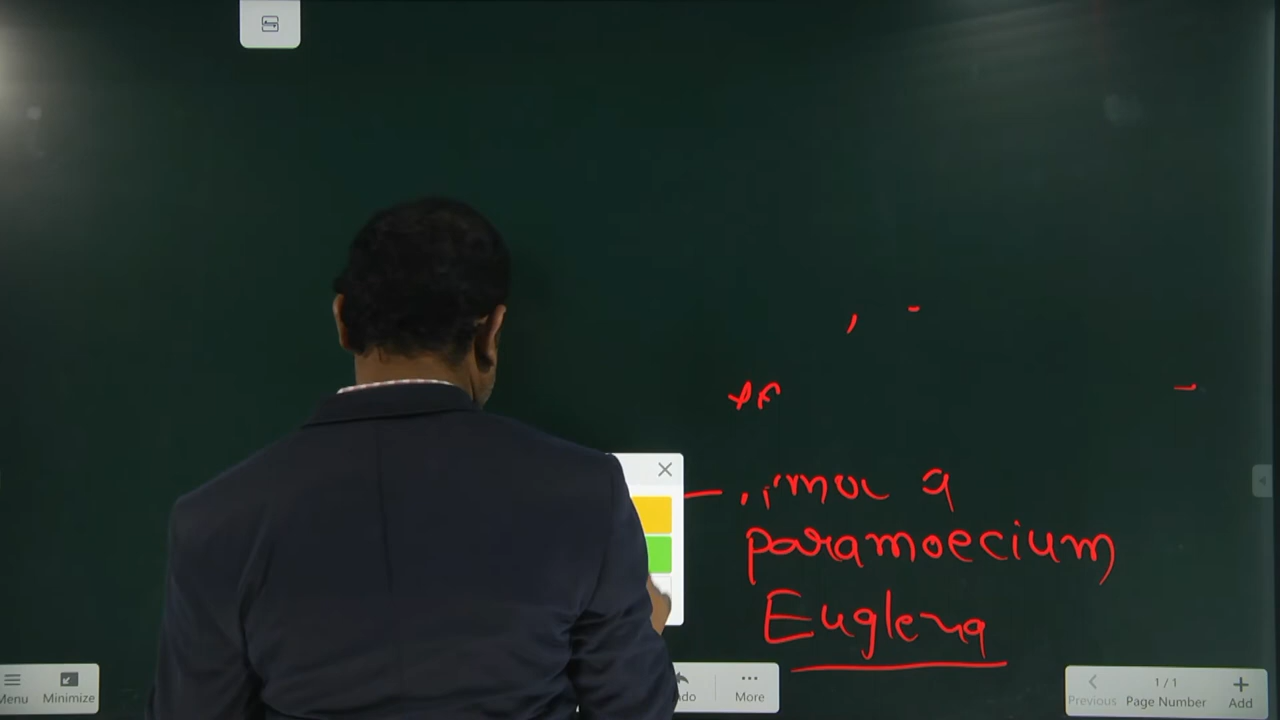 paramoecium
Euglena
Menu
Minimize
More
Previous
1 / 1
Page Number
Add